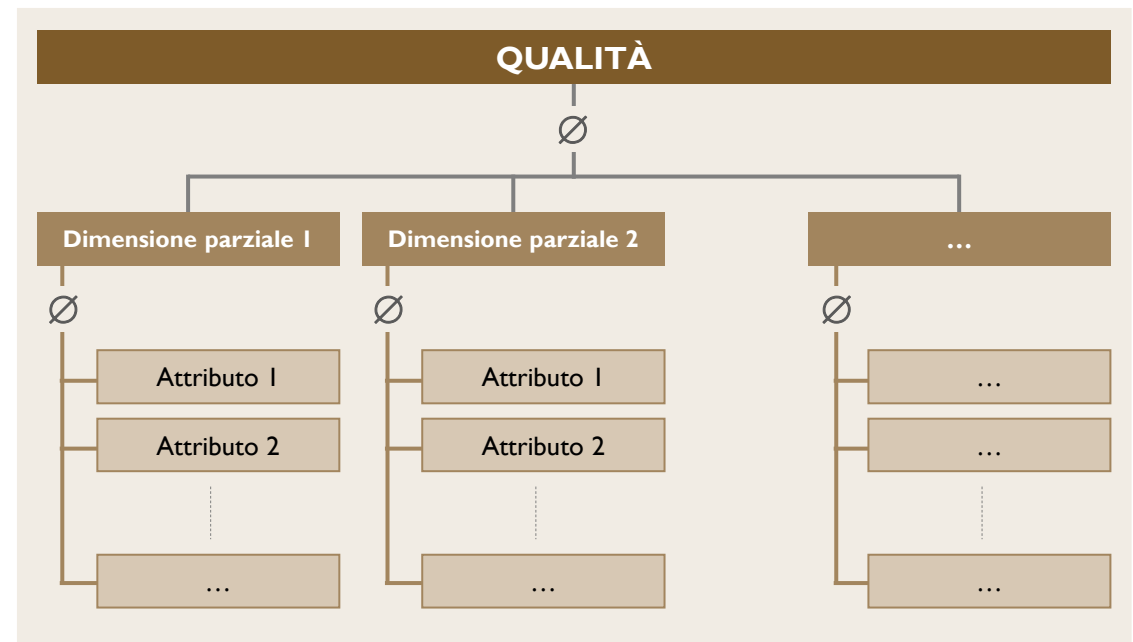 QUALITÀ
∅
Dimensione parziale 1
Dimensione parziale 2
…
∅
∅
∅
Attributo 1
Attributo 1
…
Attributo 2
Attributo 2
…
…
…
…